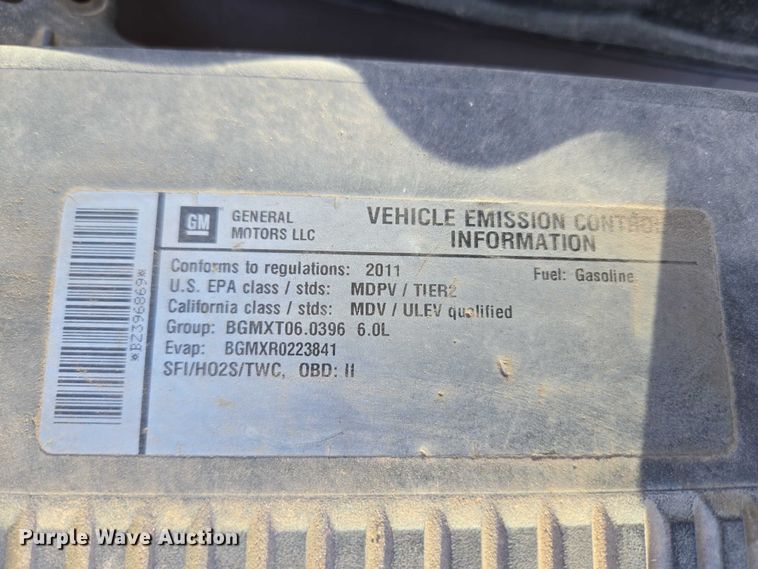 GM
GENERAL
MOTORS LLC
VEHICLE EMISSION CONTROL
INFORMATION
Conforms to regulations: 2011
Fuel: Gasoline
U.S. EPA class / stds: MDPV / TIER2
California class / stds: MDV / ULEV qualified
Group: BGMXT06.0396 6.0L
Evap: BGMXR0223841
SFI/HO2S/TWC, OBD: II
*B2396869*
Purple Wave Auction